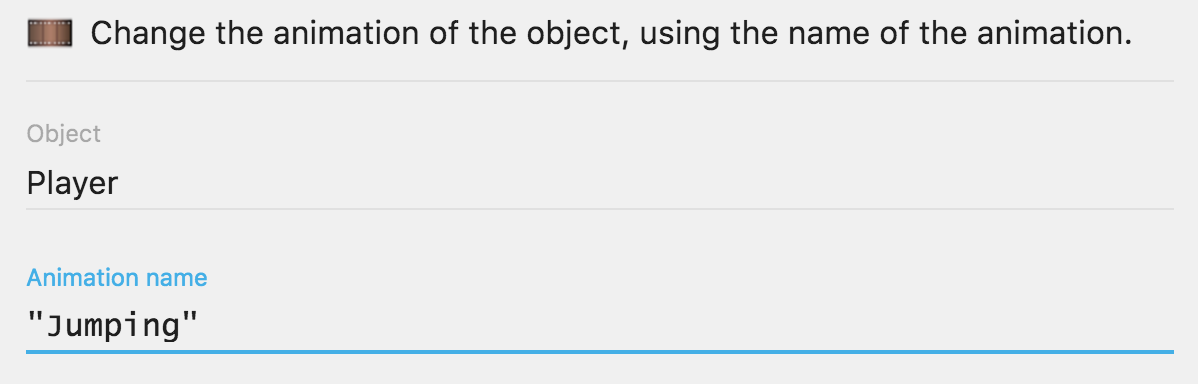 Change the animation of the object, using the name of the animation.
Object
Player
Animation name
"Jumping"